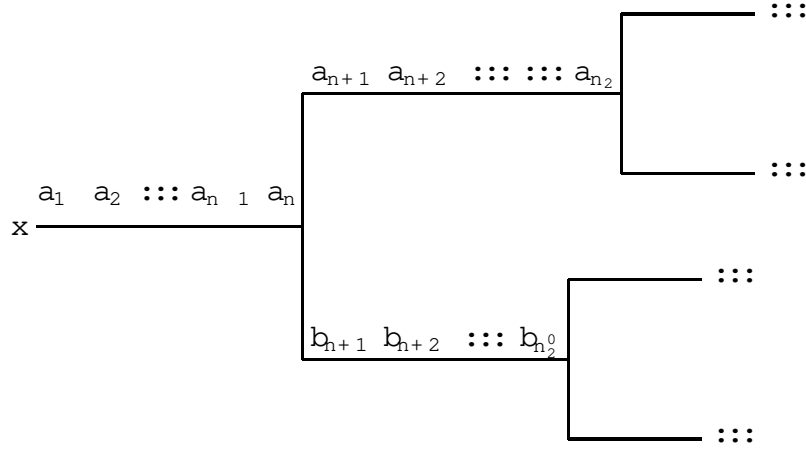 :::
a_{n+1} a_{n+2} ::: ::: a_{n_2}
:::
a_1 a_2 ::: a_{n 1} a_n
x
:::
b_{n+1} b_{n+2} ::: b_{n_2^0}
:::